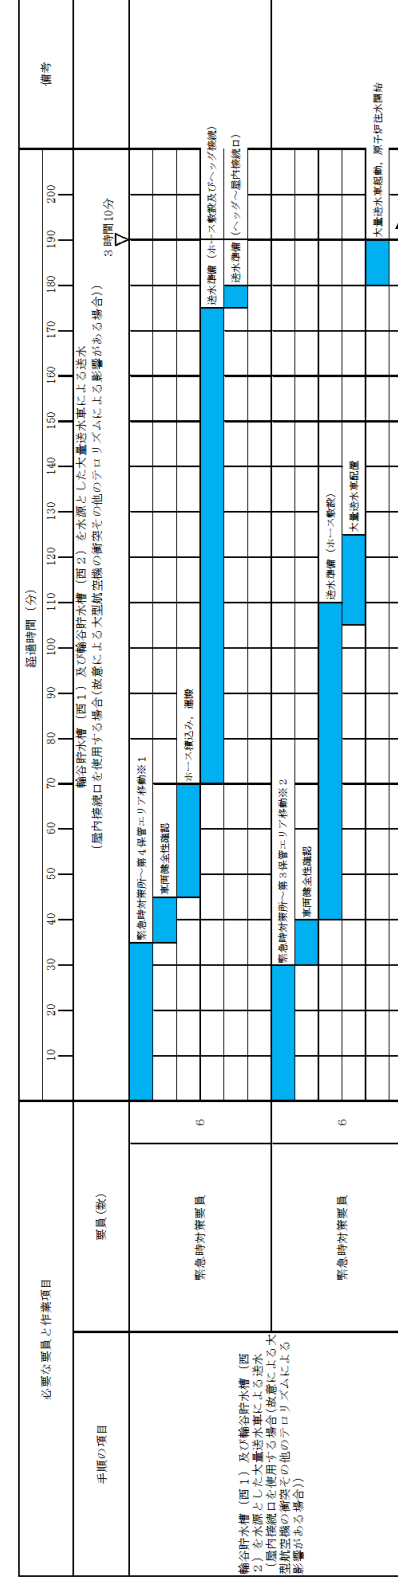 必要な要員と作業項目
経過時間（分）
備考
10 20 30 40 50 60 70 80 90 100 110 120 130 140 150 160 170 180 190 200
手順の項目
要員(数)
輪谷貯水槽（西１）及び輪谷貯水槽（西２）を水源とした大量送水車による送水
（屋内接続口を使用する場合(故意による大型航空機の衝突その他のテロリズムによる影響がある場合))
3時間10分
輪谷貯水槽（西１）及び輪谷貯水槽（西
２）を水源とした大量送水車による送水
（屋内接続口を使用する場合(故意による大
型航空機の衝突その他のテロリズムによる
影響がある場合))
緊急時対策要員
6
緊急時対策所～第４保管エリア移動※１
車両健全性確認
ホース積込み，運搬
送水準備（ホース敷設及びヘッダ接続）
送水準備（ヘッダ～屋内接続口）
緊急時対策要員
6
緊急時対策所～第３保管エリア移動※２
車両健全性確認
送水準備（ホース敷設）
大量送水車配置
大量送水車起動，原子炉注水開始